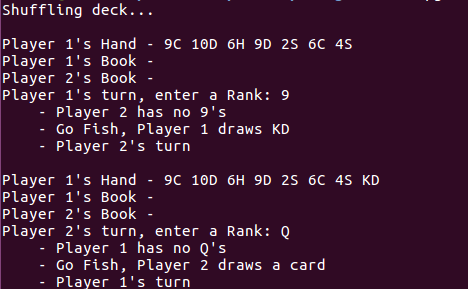 Shuffling deck...
Player 1's Hand - 9C 10D 6H 9D 2S 6C 4S
Player 1's Book -
Player 2's Book -
Player 1's turn, enter a Rank: 9
- Player 2 has no 9's
- Go Fish, Player 1 draws KD
- Player 2's turn
Player 1's Hand - 9C 10D 6H 9D 2S 6C 4S KD
Player 1's Book -
Player 2's Book -
Player 2's turn, enter a Rank: Q
- Player 1 has no Q's
- Go Fish, Player 2 draws a card
- Player 1's turn